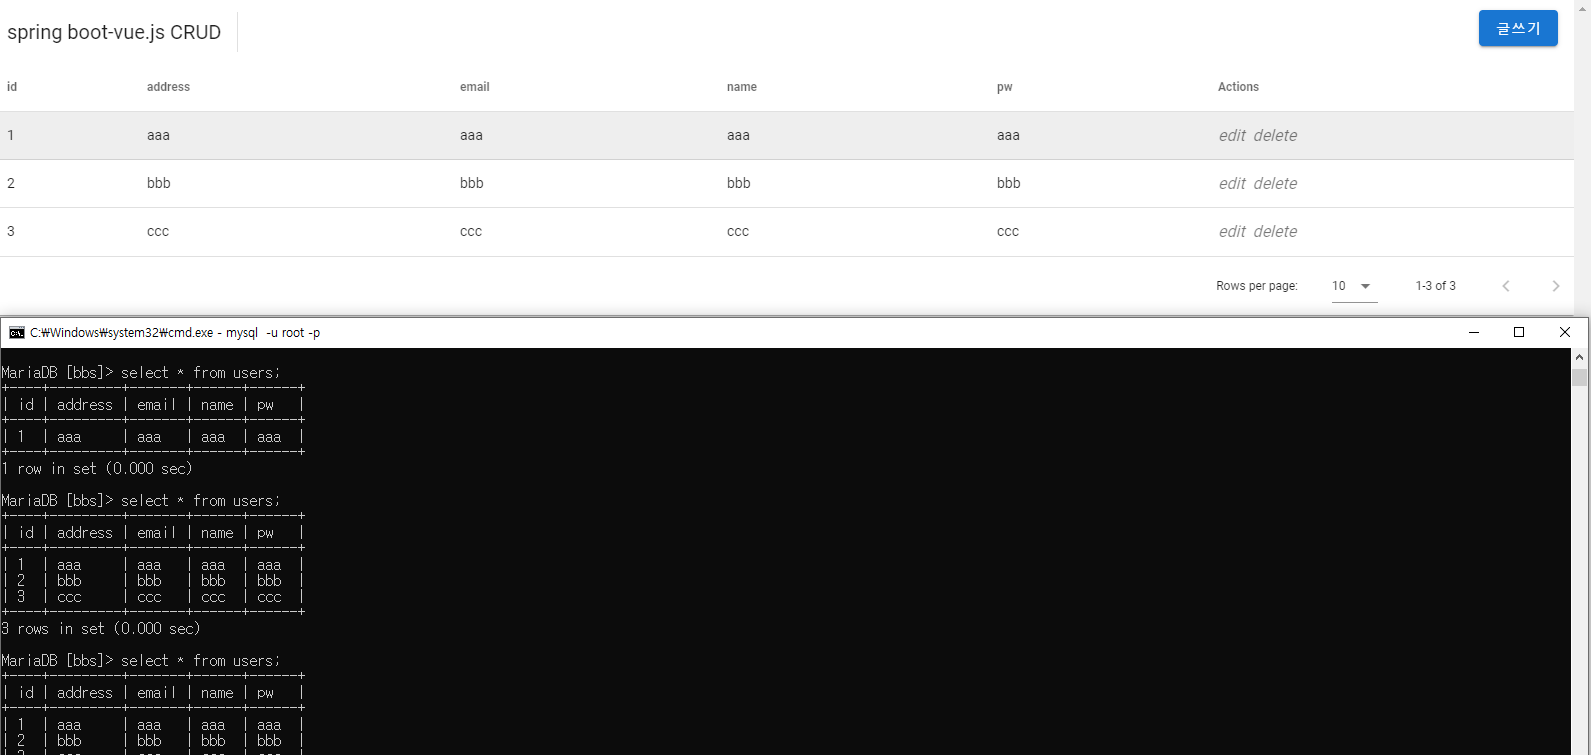 spring boot-vue.js CRUD 글쓰기
id address email name pw Actions
1 aaa aaa aaa aaa edit delete
2 bbb bbb bbb bbb edit delete
3 ccc ccc ccc ccc edit delete
Rows per page: 10 1-3 of 3
C:₩Windows₩system32₩cmd.exe - mysql -u root -p
MariaDB [bbs]> select * from users;
+----+---------+-------+------+------+
| id | address | email | name | pw |
+----+---------+-------+------+------+
| 1 | aaa | aaa | aaa | aaa |
+----+---------+-------+------+------+
1 row in set (0.000 sec)
MariaDB [bbs]> select * from users;
+----+---------+-------+------+------+
| id | address | email | name | pw |
+----+---------+-------+------+------+
| 1 | aaa | aaa | aaa | aaa |
| 2 | bbb | bbb | bbb | bbb |
| 3 | ccc | ccc | ccc | ccc |
+----+---------+-------+------+------+
3 rows in set (0.000 sec)
MariaDB [bbs]> select * from users;
+----+---------+-------+------+------+
| id | address | email | name | pw |
+----+---------+-------+------+------+
| 1 | aaa | aaa | aaa | aaa |
| 2 | bbb | bbb | bbb | bbb |